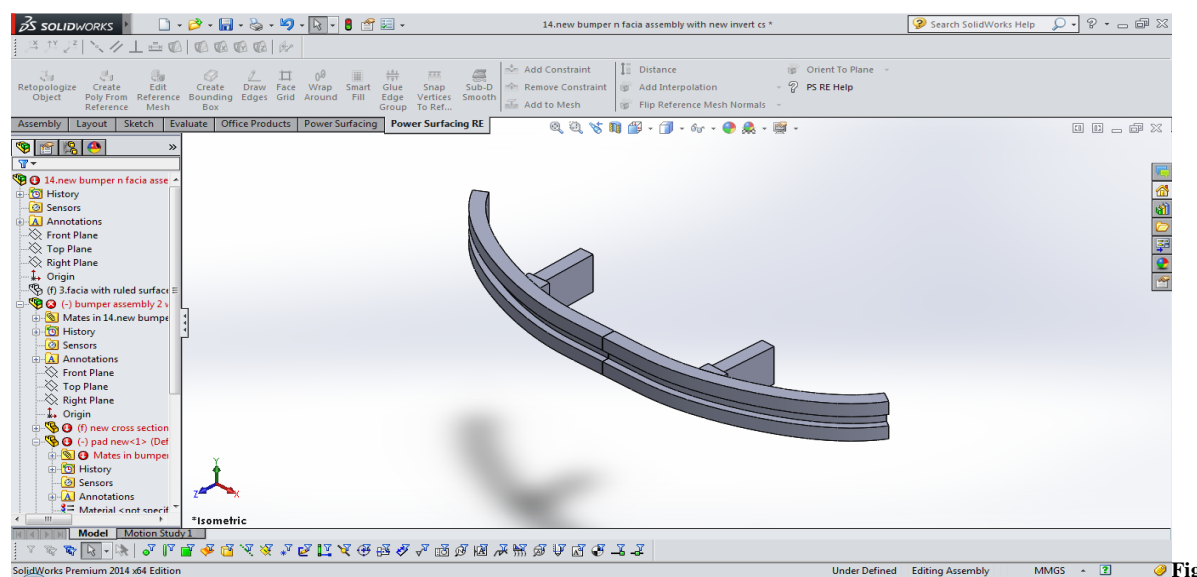 SOLIDWORKS
14.new bumper n facia assembly with new invert cs *
Search SolidWorks Help
Retopologize Object
Create Poly From Reference
Edit Reference Mesh
Create Bounding Box
Draw Edges
Face Grid
Wrap Around
Smart Fill
Glue Edge Group
Snap Vertices To Ref...
Sub-D Smooth
Add Constraint
Remove Constraint
Add to Mesh
Distance
Add Interpolation
Flip Reference Mesh Normals
Orient To Plane
PS RE Help
Assembly Layout Sketch Evaluate Office Products Power Surfacing Power Surfacing RE
14.new bumper n facia asse
History
Sensors
Annotations
Front Plane
Top Plane
Right Plane
Origin
(f) 3.facia with ruled surface
(-) bumper assembly 2
Mates in 14.new bumpe
History
Sensors
Annotations
Front Plane
Top Plane
Right Plane
Origin
(f) new cross section
(-) pad new<1> (Def
Mates in bumper
History
Sensors
Annotations
Material <not specif
Y
Z
X
*Isometric
Model Motion Study 1
SolidWorks Premium 2014 x64 Edition
Under Defined Editing Assembly MMGS
Fig